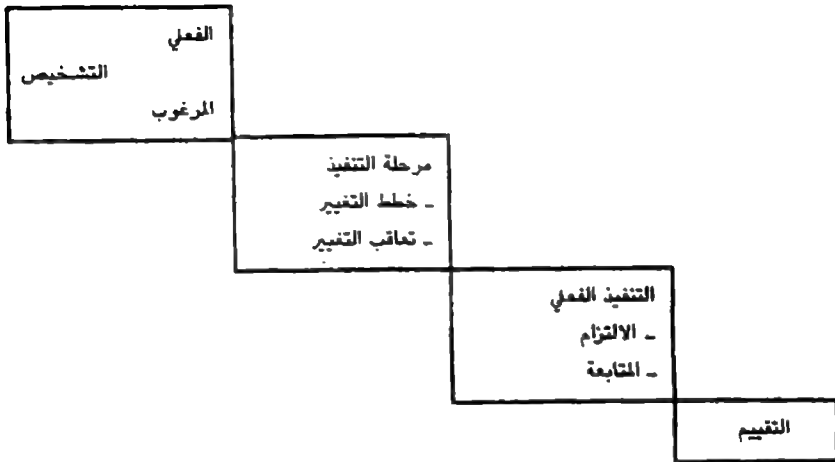 الفعلي
التشخيص
المرغوب
مرحلة التنفيذ
ـ خطط التغيير
ـ تعاقب التغيير
التنفيذ الفعلي
ـ الالتزام
ـ المتابعة
التقييم